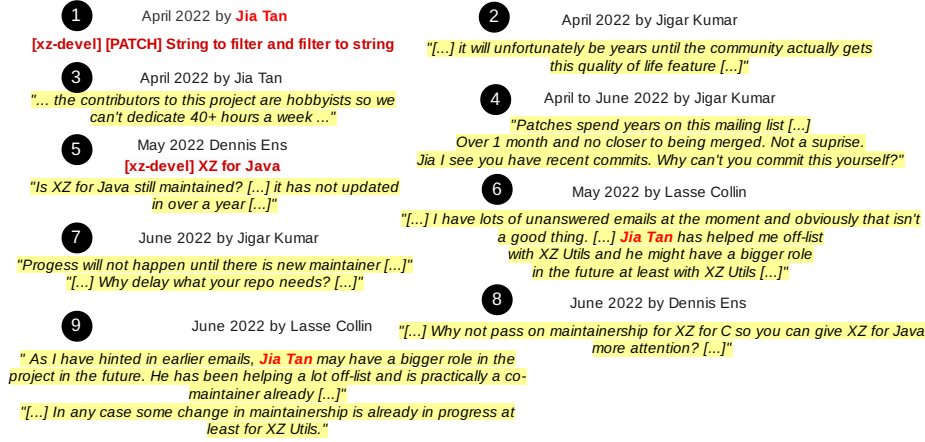 1
April 2022 by Jia Tan
[xz-devel] [PATCH] String to filter and filter to string
2
April 2022 by Jigar Kumar
"[...] it will unfortunately be years until the community actually gets
this quality of life feature [...]"
3
April 2022 by Jia Tan
"... the contributors to this project are hobbyists so we
can't dedicate 40+ hours a week ..."
4
April to June 2022 by Jigar Kumar
"Patches spend years on this mailing list [...]
Over 1 month and no closer to being merged. Not a suprise.
Jia I see you have recent commits. Why can't you commit this yourself?"
5
May 2022 Dennis Ens
[xz-devel] XZ for Java
"Is XZ for Java still maintained? [...] it has not updated
in over a year [...]"
6
May 2022 by Lasse Collin
"[...] I have lots of unanswered emails at the moment and obviously that isn't
a good thing. [...] Jia Tan has helped me off-list
with XZ Utils and he might have a bigger role
in the future at least with XZ Utils [...]"
7
June 2022 by Jigar Kumar
"Progess will not happen until there is new maintainer [...]"
"[...] Why delay what your repo needs? [...]"
8
June 2022 by Dennis Ens
"[...] Why not pass on maintainership for XZ for C so you can give XZ for Java
more attention? [...]"
9
June 2022 by Lasse Collin
" As I have hinted in earlier emails, Jia Tan may have a bigger role in the
project in the future. He has been helping a lot off-list and is practically a co-
maintainer already [...]"
"[...] In any case some change in maintainership is already in progress at
least for XZ Utils."